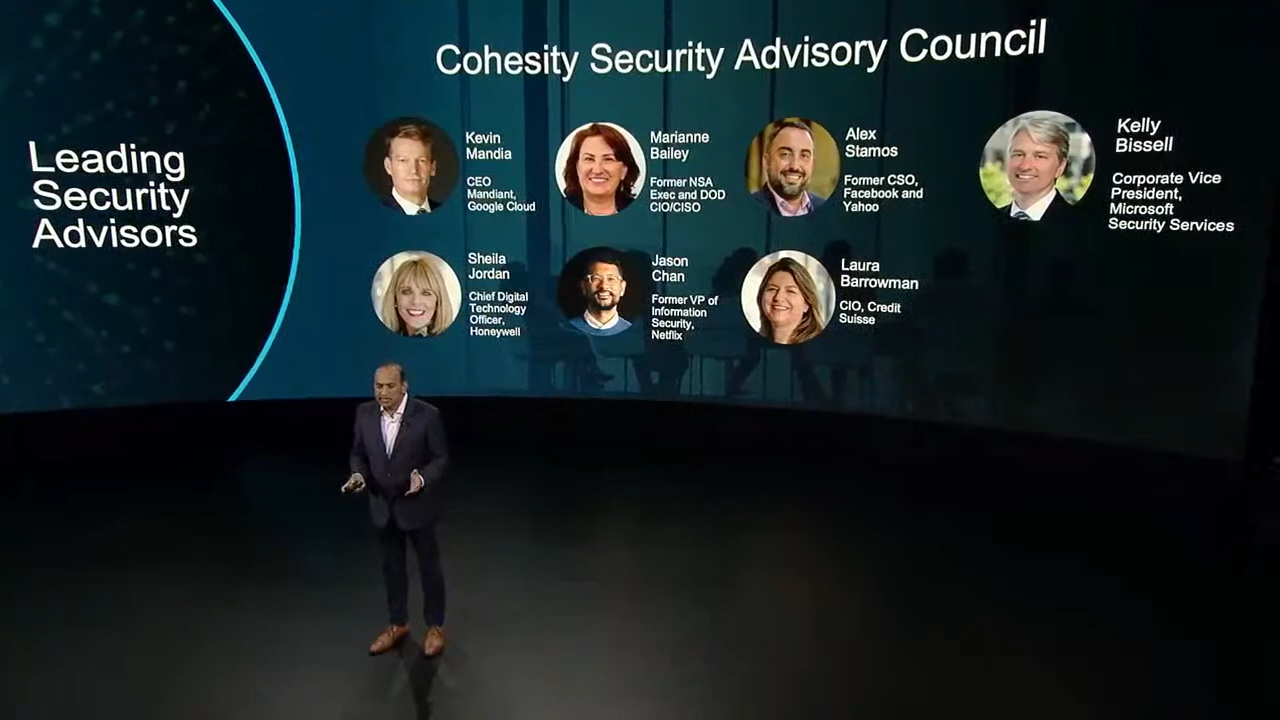 Cohesity Security Advisory Council
Leading
Security
Advisors
Kevin
Mandia
CEO
Mandiant,
Google Cloud
Marianne
Bailey
Former NSA
Exec and DOD
CIO/CISO
Alex
Stamos
Former CSO,
Facebook and
Yahoo
Kelly
Bissell
Corporate Vice
President,
Microsoft
Security Services
Sheila
Jordan
Chief Digital
Technology
Officer,
Honeywell
Jason
Chan
Former VP of
Information
Security,
Netflix
Laura
Barrowman
CIO, Credit
Suisse